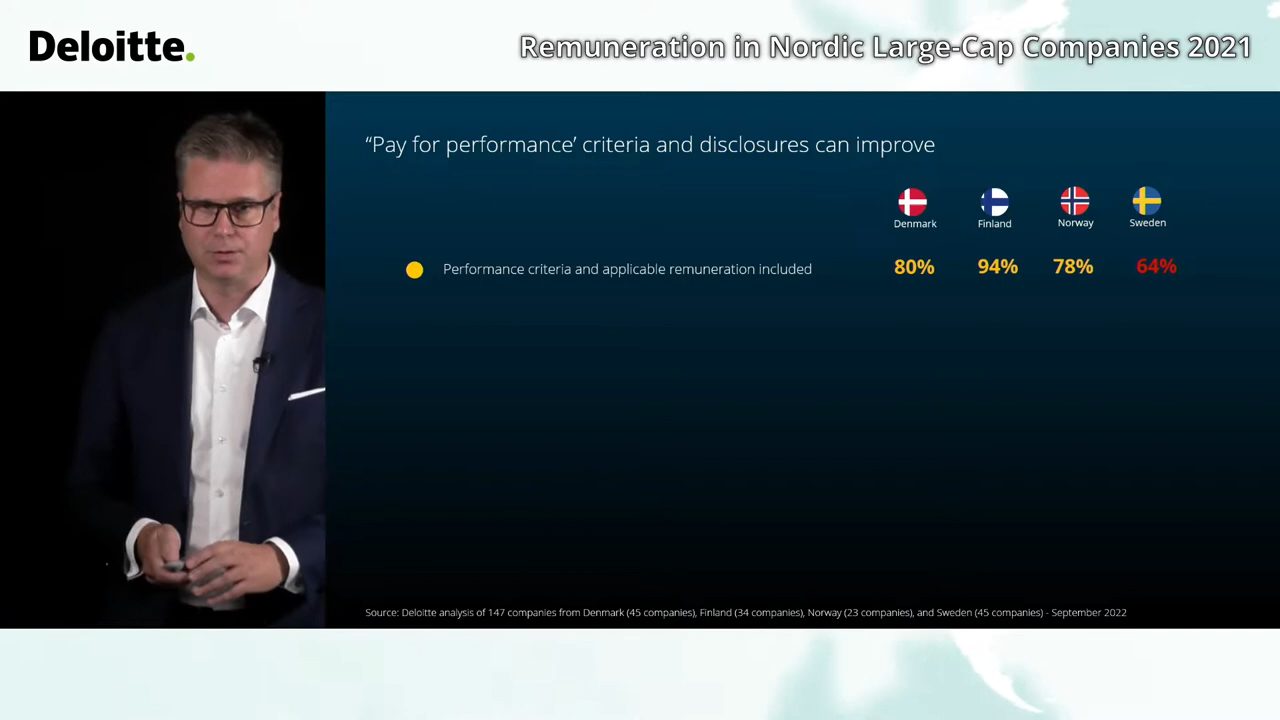 Deloitte.
Remuneration in Nordic Large-Cap Companies 2021
“Pay for performance’ criteria and disclosures can improve
Denmark Finland Norway Sweden
Performance criteria and applicable remuneration included 80% 94% 78% 64%
Source: Deloitte analysis of 147 companies from Denmark (45 companies), Finland (34 companies), Norway (23 companies), and Sweden (45 companies) - September 2022